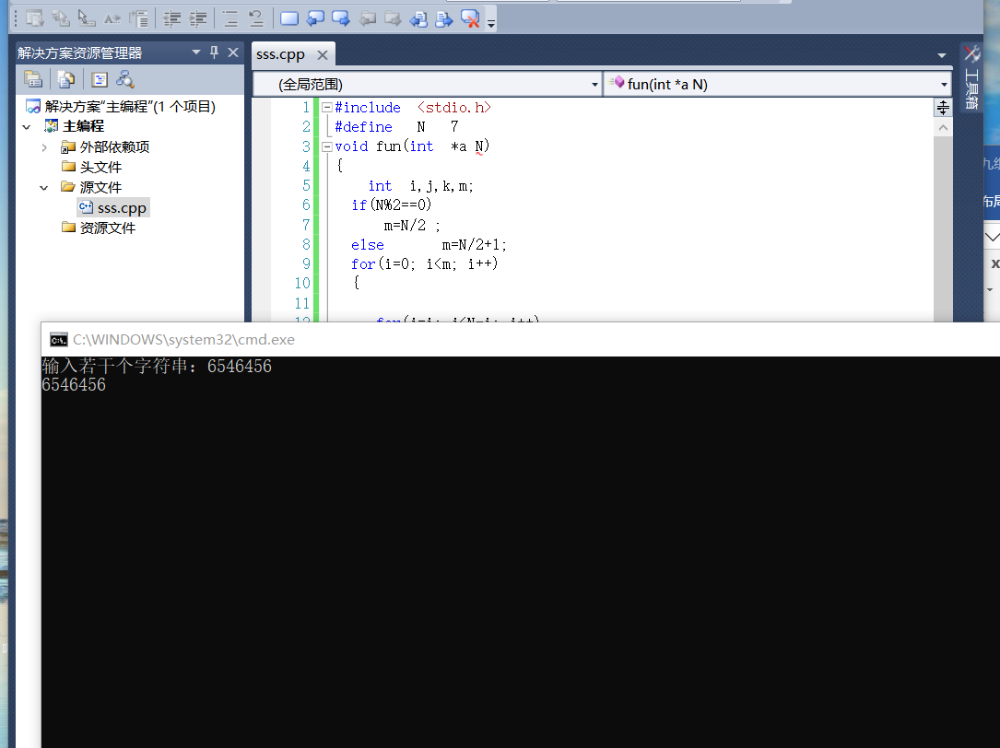 解决方案资源管理器
解决方案"主编程"(1 个项目)
主编程
外部依赖项
头文件
源文件
sss.cpp
资源文件
sss.cpp
(全局范围)
fun(int *a N)
1 #include <stdio.h>
2 #define N 7
3 void fun(int *a N)
4 {
5 int i,j,k,m;
6 if(N%2==0)
7 m=N/2 ;
8 else m=N/2+1;
9 for(i=0; i<m; i++)
10 {
11
工具箱
C:\WINDOWS\system32\cmd.exe
输入若干个字符串：6546456
6546456